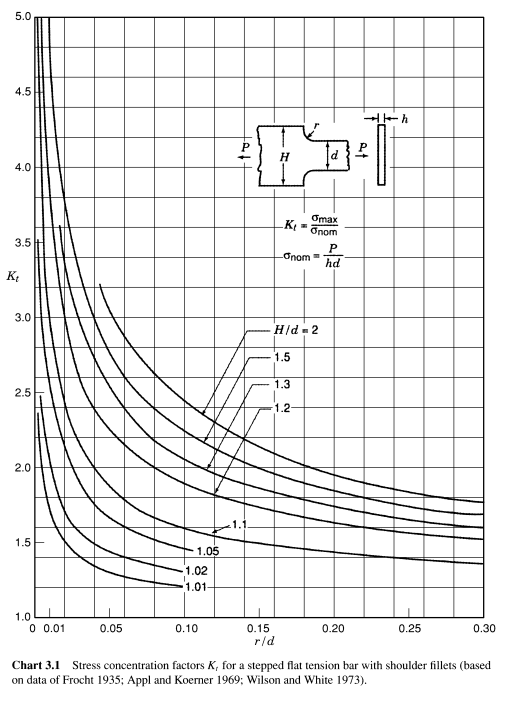 5.0
4.5
4.0
3.5
K_t
3.0
2.5
2.0
1.5
1.0
h
r
P
H
d
P
K_t = σ_max / σ_nom
σ_nom = P / hd
H/d = 2
1.5
1.3
1.2
1.1
1.05
1.02
1.01
0 0.01 0.05 0.10 0.15 0.20 0.25 0.30
r/d
Chart 3.1 Stress concentration factors K_t for a stepped flat tension bar with shoulder fillets (based
on data of Frocht 1935; Appl and Koerner 1969; Wilson and White 1973).